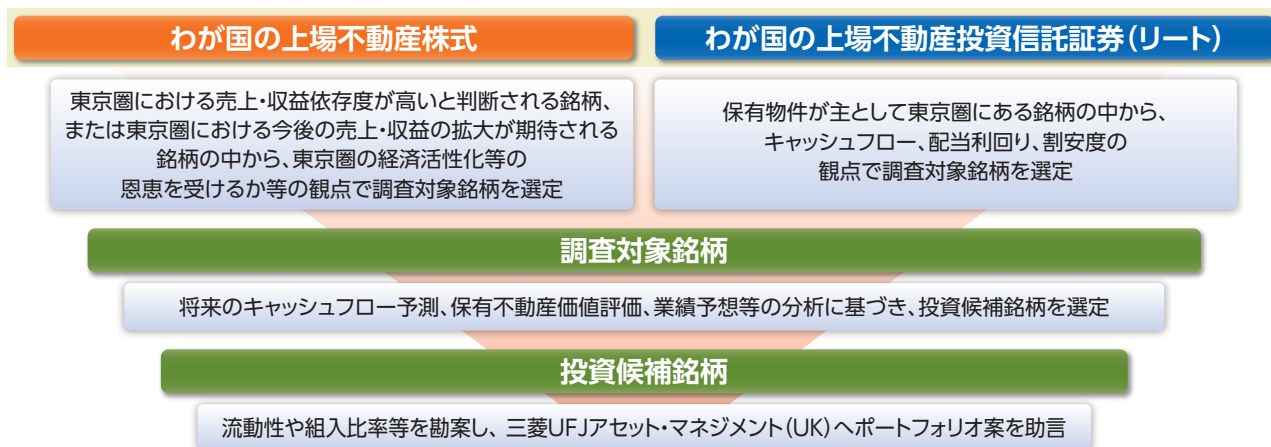 わが国の上場不動産株式
わが国の上場不動産投資信託証券(リート)
東京圏における売上・収益依存度が高いと判断される銘柄、
または東京圏における今後の売上・収益の拡大が期待される
銘柄の中から、東京圏の経済活性化等の
恩恵を受けるか等の観点で調査対象銘柄を選定
保有物件が主として東京圏にある銘柄の中から、
キャッシュフロー、配当利回り、割安度の
観点で調査対象銘柄を選定
調査対象銘柄
将来のキャッシュフロー予測、保有不動産価値評価、業績予想等の分析に基づき、投資候補銘柄を選定
投資候補銘柄
流動性や組入比率等を勘案し、三菱UFJアセット・マネジメント(UK)へポートフォリオ案を助言